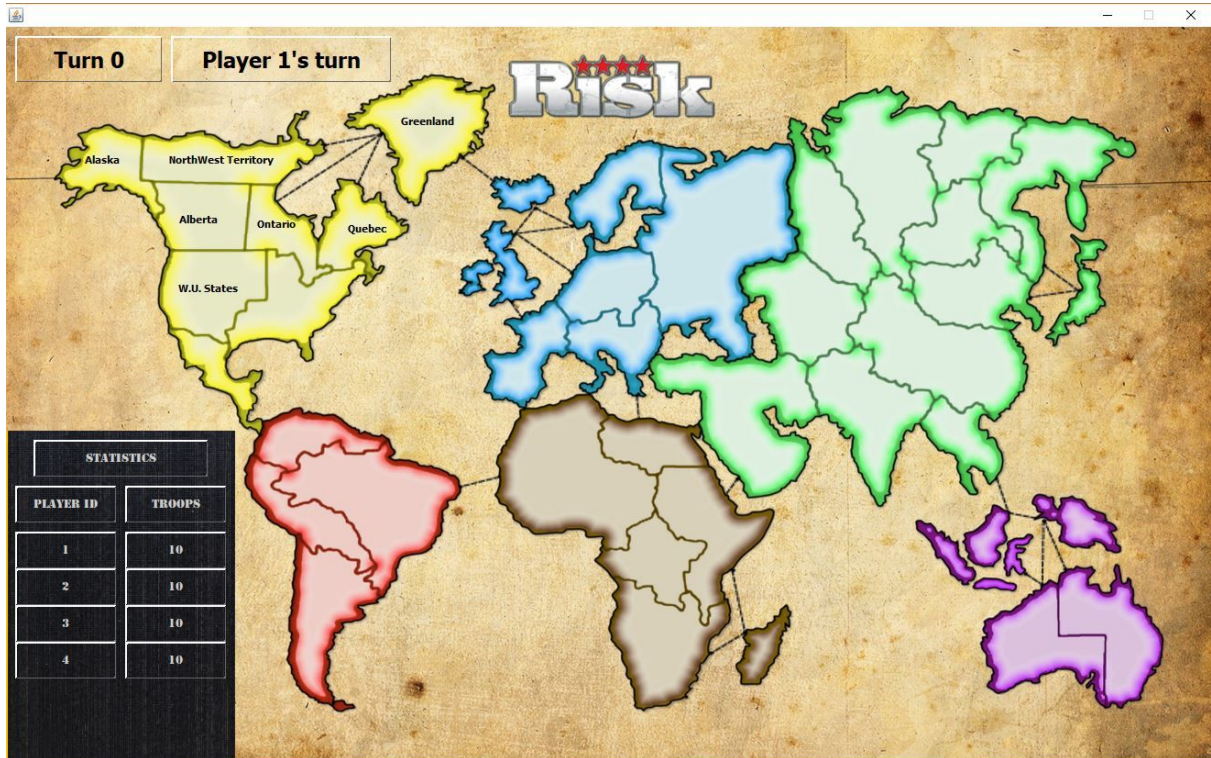 Turn 0
Player 1's turn
Risk
Greenland
Alaska
NorthWest Territory
Alberta
Ontario
Quebec
W.U. States
STATISTICS
PLAYER ID TROOPS
1 10
2 10
3 10
4 10